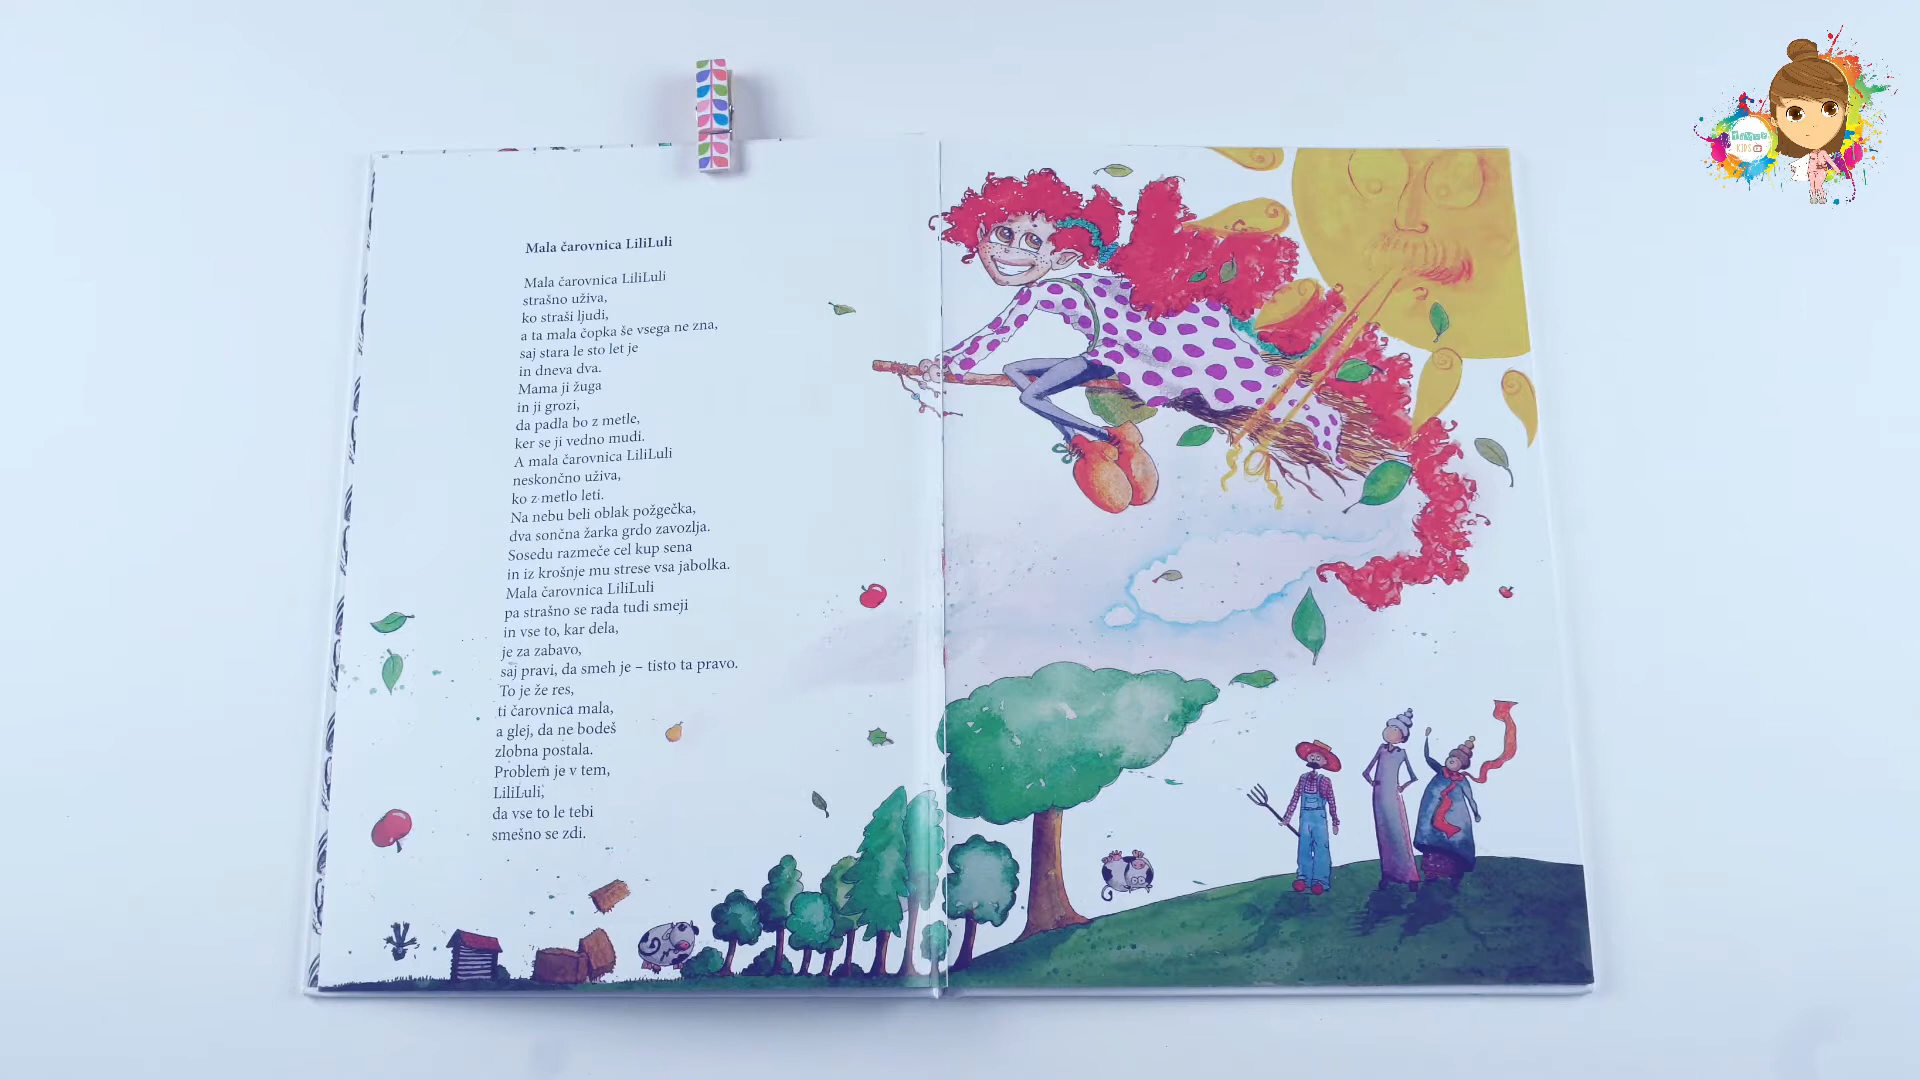 Mala čarovnica LiliLuli
Mala čarovnica LiliLuli
strašno uživa,
ko straši ljudi,
a ta mala čopka še vsega ne zna,
saj stara le sto let je
in dneva dva.
Mama ji žuga
in ji grozi,
da padla bo z metle,
ker se ji vedno mudi.
A mala čarovnica LiliLuli
neskončno uživa,
ko z metlo leti.
Na nebu beli oblak požgečka,
dva sončna žarka grdo zavozlja.
Sosedu razmeče cel kup sena
in iz krošnje mu strese vsa jabolka.
Mala čarovnica LiliLuli
pa strašno se rada tudi smeji
in vse to, kar dela,
je za zabavo,
saj pravi, da smeh je – tisto ta pravo.
To je že res,
ti čarovnica mala,
a glej, da ne bodeš
zlobna postala.
Problem je v tem,
LiliLuli,
da vse to le tebi
smešno se zdi.
KIDS